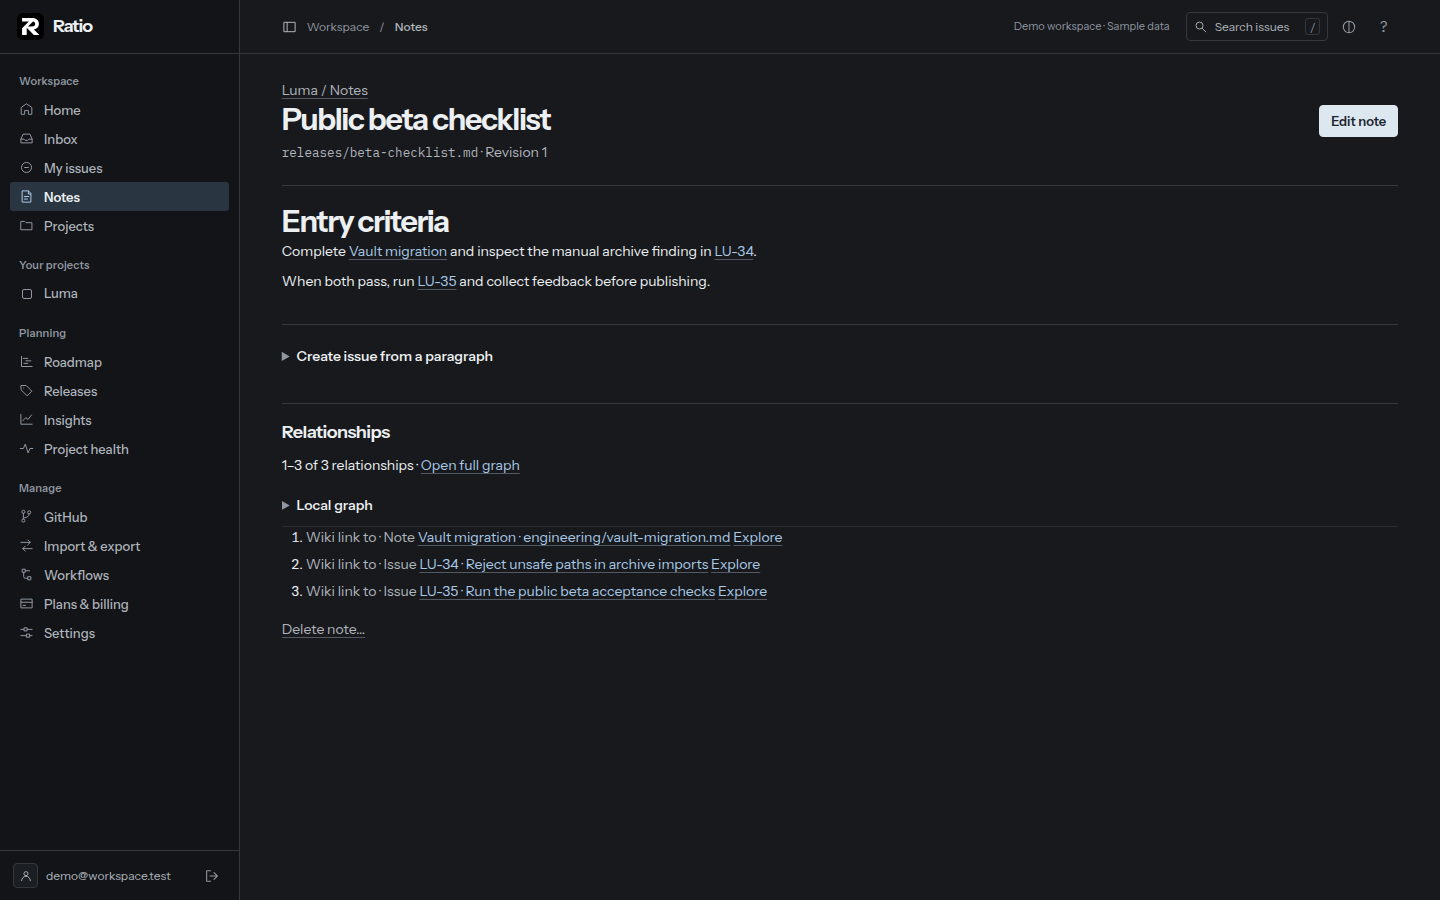 Ratio
Workspace / Notes
Demo workspace · Sample data
Search issues /
?
Workspace
Home
Inbox
My issues
Notes
Projects
Your projects
Luma
Planning
Roadmap
Releases
Insights
Project health
Manage
GitHub
Import & export
Workflows
Plans & billing
Settings
demo@workspace.test
Luma / Notes
Public beta checklist
Edit note
releases/beta-checklist.md · Revision 1
Entry criteria
Complete Vault migration and inspect the manual archive finding in LU-34.
When both pass, run LU-35 and collect feedback before publishing.
Create issue from a paragraph
Relationships
1–3 of 3 relationships · Open full graph
Local graph
1. Wiki link to · Note Vault migration · engineering/vault-migration.md Explore
2. Wiki link to · Issue LU-34 · Reject unsafe paths in archive imports Explore
3. Wiki link to · Issue LU-35 · Run the public beta acceptance checks Explore
Delete note…